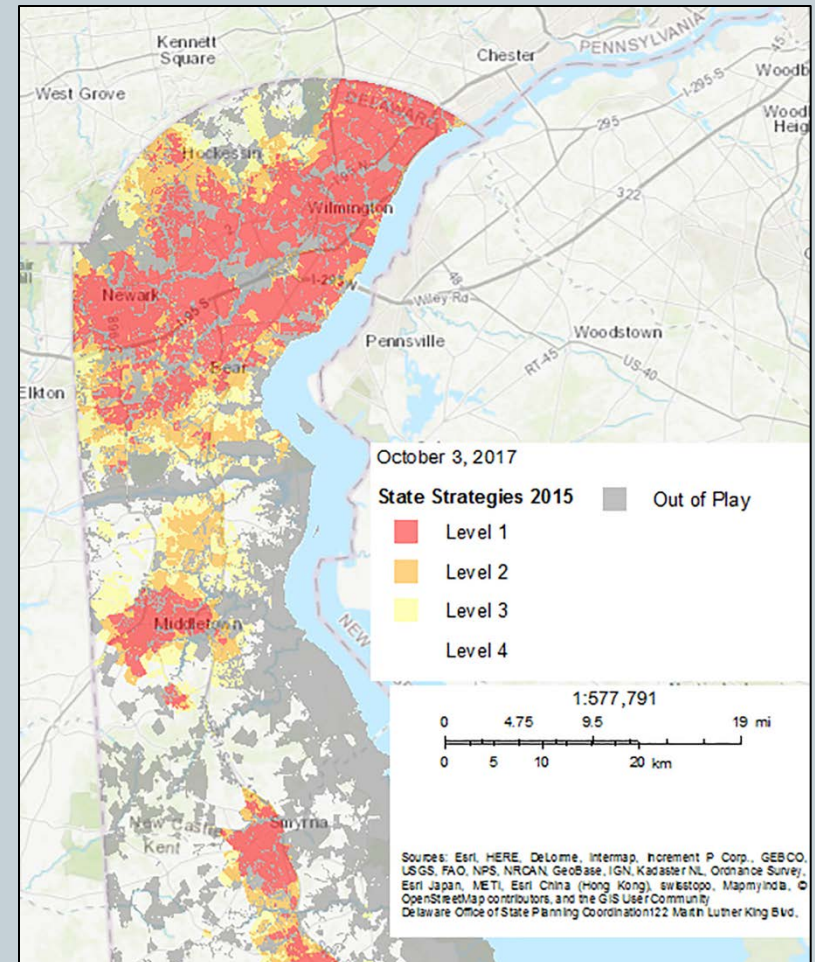 Kennett
Square
Chester
PENNSYLVANIA
45
I-295-S
Woodb
West Grove
DELAWARE
295
Wood
Heig
Hockessin
322
Wilmington
I-295 W
48
Newark
I-95 S
896
Wiley Rd
Pennsville
Woodstown
Bear
RT-45
US-40
Elkton
October 3, 2017
State Strategies 2015
Out of Play
Level 1
Level 2
Level 3
Level 4
Middletown
NEW
1:577,791
0 4.75 9.5 19 mi
0 5 10 20 km
New Castle
Kent
Smyrna
Sources: Esri, HERE, DeLorme, Intermap, Increment P Corp., GEBCO,
USGS, FAO, NPS, NRCAN, GeoBase, IGN, Kadaster NL, Ordnance Survey,
Esri Japan, METI, Esri China (Hong Kong), swisstopo, MapmyIndia, ©
OpenStreetMap contributors, and the GIS User Community
Delaware Office of State Planning Coordination122 Martin Luther King Blvd,